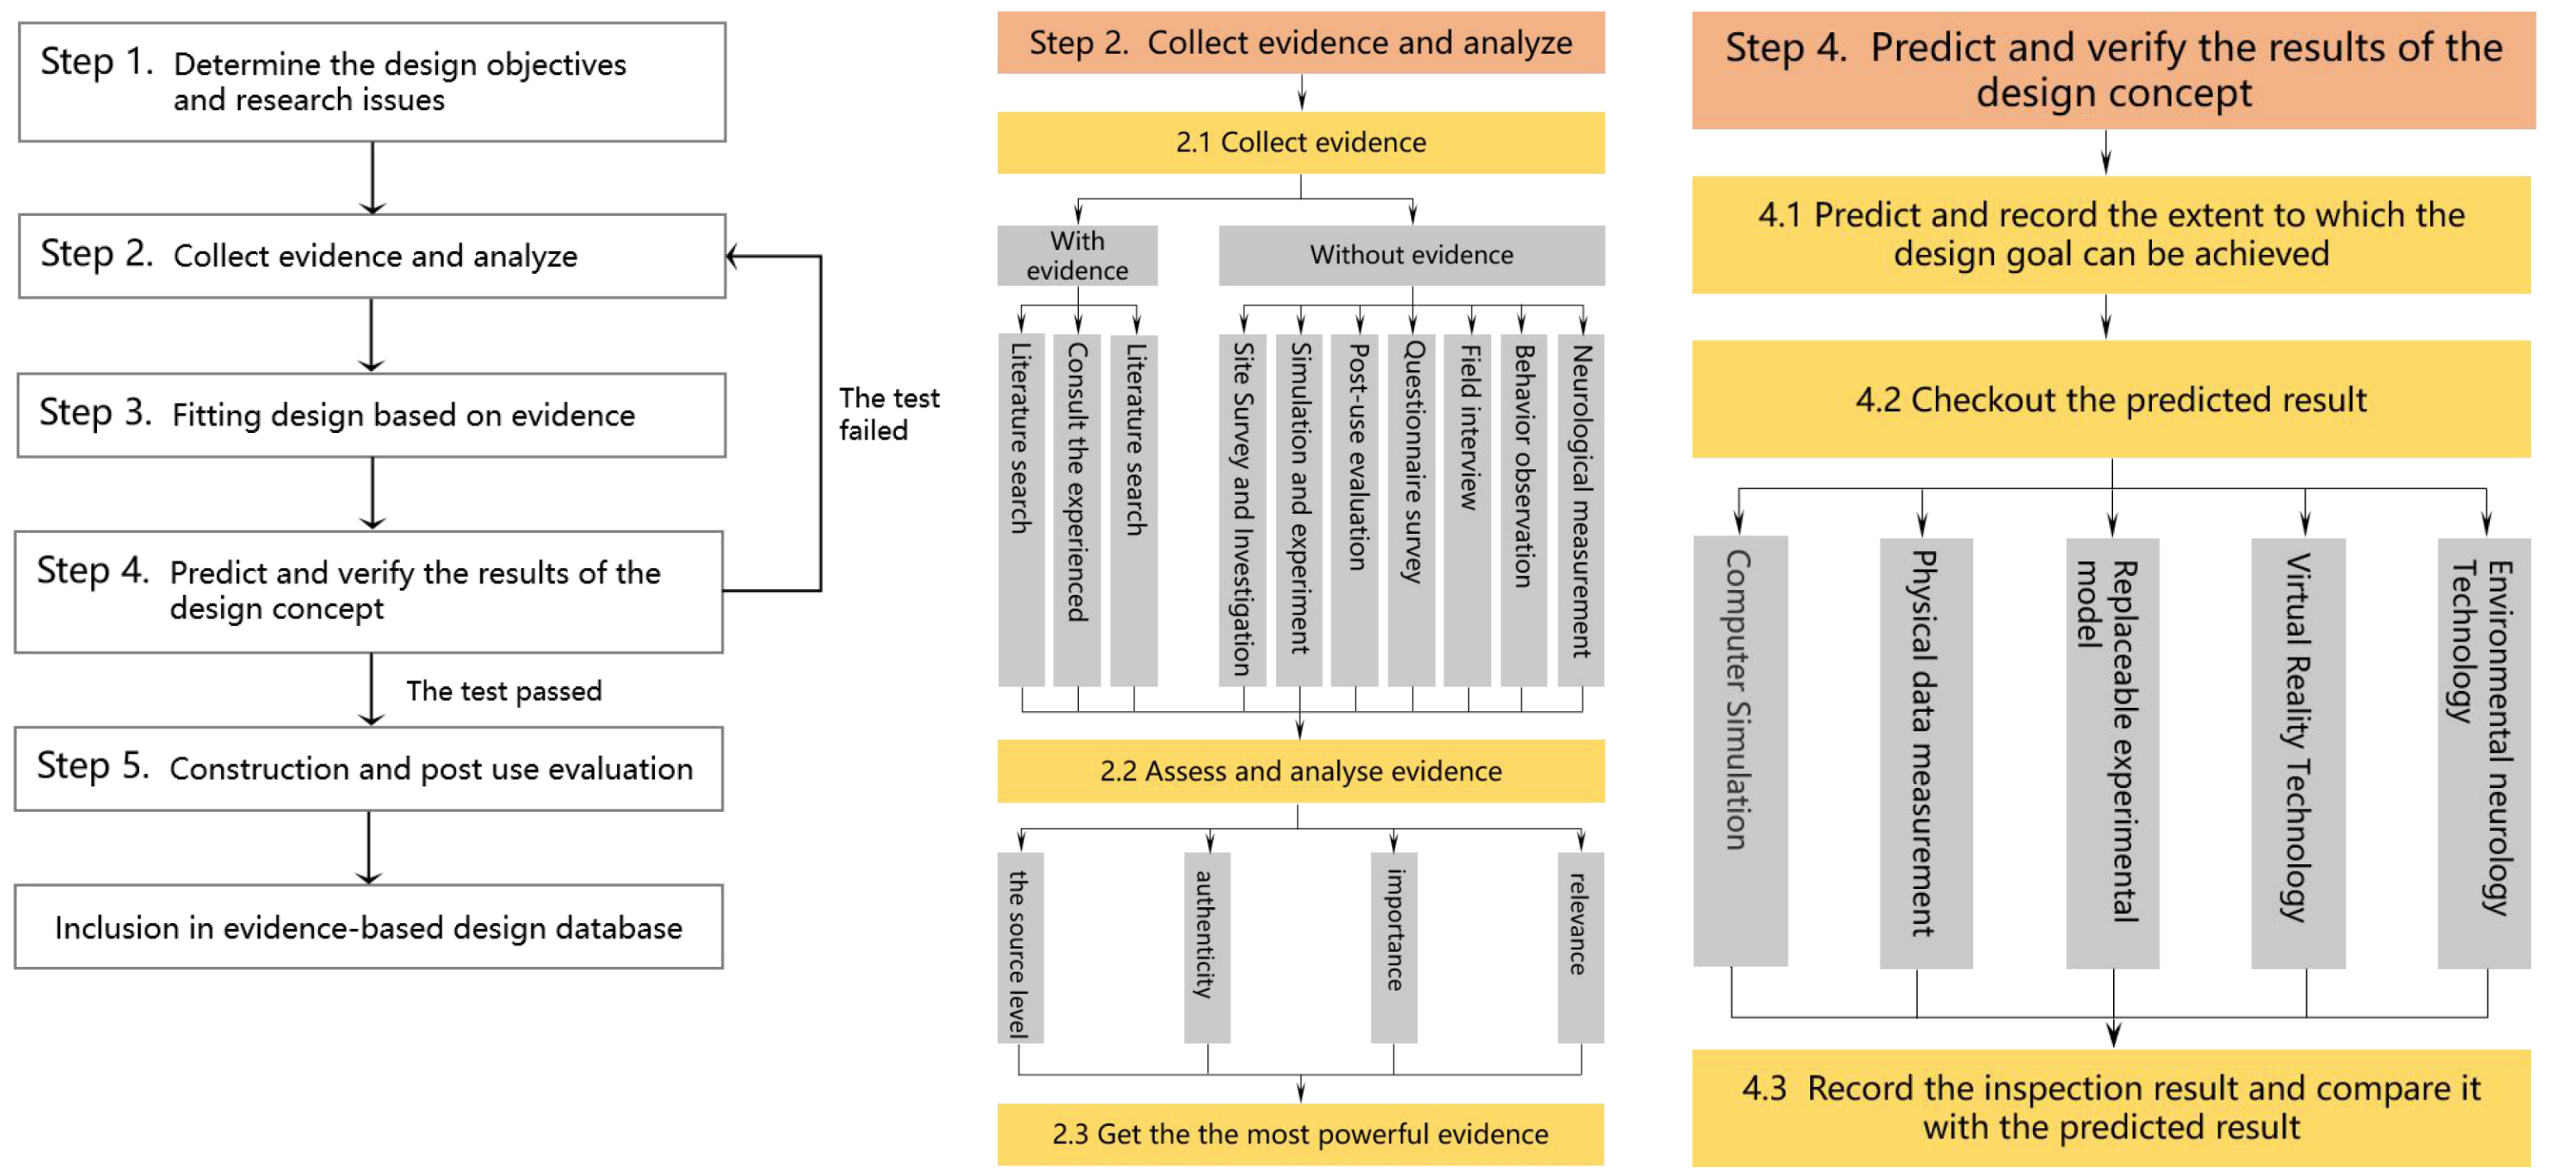 Step 1. Determine the design objectives
and research issues
Step 2. Collect evidence and analyze
Step 3. Fitting design based on evidence
The test
failed
Step 4. Predict and verify the results of the
design concept
The test passed
Step 5. Construction and post use evaluation
Inclusion in evidence-based design database
Step 2. Collect evidence and analyze
2.1 Collect evidence
With
evidence
Without evidence
Literature search
Consult the experienced
Literature search
Site Survey and Investigation
Simulation and experiment
Post-use evaluation
Questionnaire survey
Field interview
Behavior observation
Neurological measurement
2.2 Assess and analyse evidence
the source level
authenticity
importance
relevance
2.3 Get the the most powerful evidence
Step 4. Predict and verify the results of the
design concept
4.1 Predict and record the extent to which the
design goal can be achieved
4.2 Checkout the predicted result
Computer Simulation
Physical data measurement
Replaceable experimental
model
Virtual Reality Technology
Environmental neurology
Technology
4.3 Record the inspection result and compare it
with the predicted result